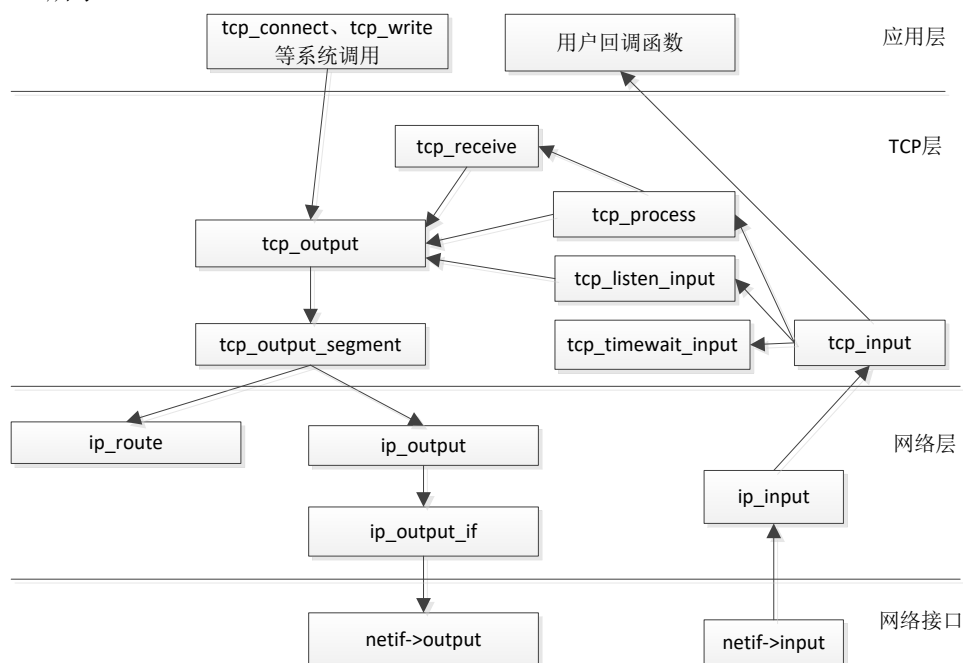 tcp_connect、tcp_write
等系统调用
用户回调函数
应用层
TCP层
tcp_receive
tcp_process
tcp_output
tcp_listen_input
tcp_output_segment
tcp_timewait_input
tcp_input
ip_route
ip_output
网络层
ip_input
ip_output_if
网络接口
netif->output
netif->input